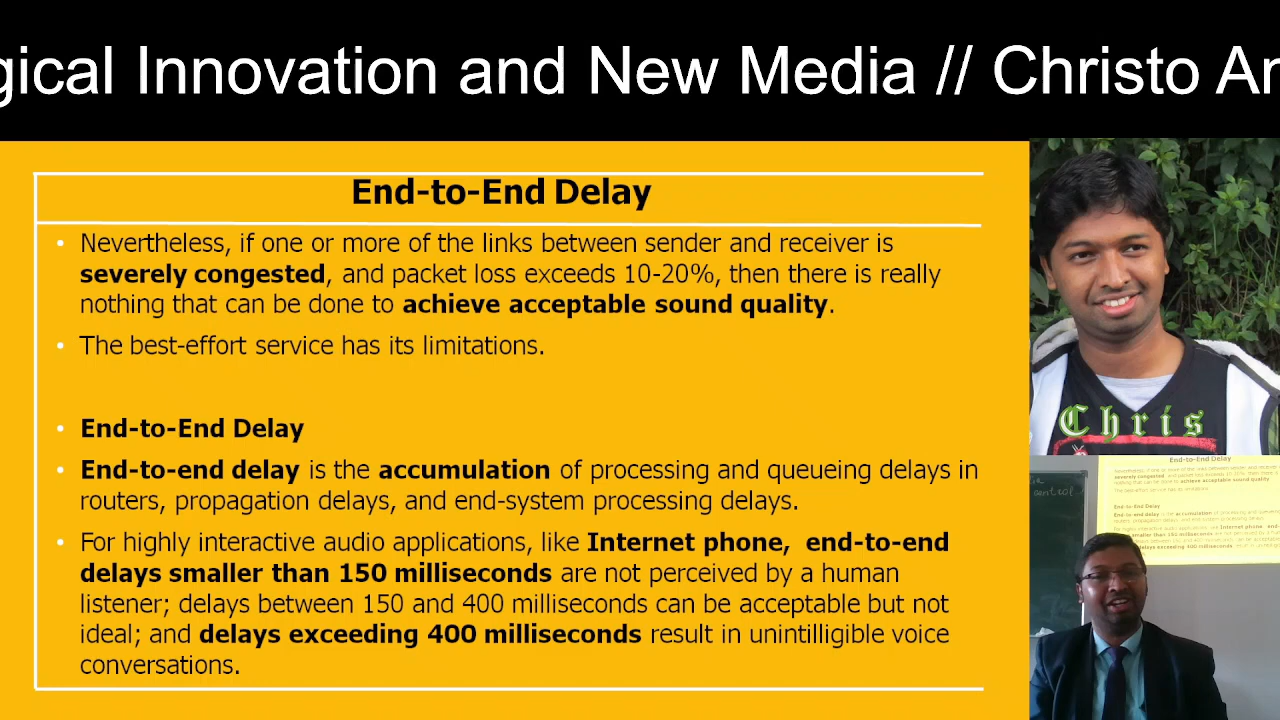 gical Innovation and New Media // Christo An
End-to-End Delay
• Nevertheless, if one or more of the links between sender and receiver is
severely congested, and packet loss exceeds 10-20%, then there is really
nothing that can be done to achieve acceptable sound quality.
• The best-effort service has its limitations.
• End-to-End Delay
• End-to-end delay is the accumulation of processing and queueing delays in
routers, propagation delays, and end-system processing delays.
• For highly interactive audio applications, like Internet phone, end-to-end
delays smaller than 150 milliseconds are not perceived by a human
listener; delays between 150 and 400 milliseconds can be acceptable but not
ideal; and delays exceeding 400 milliseconds result in unintilligible voice
conversations.
Chris
End-to-End Delay